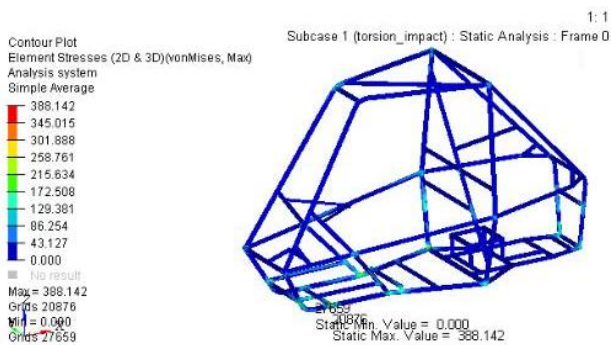 1: 1
Subcase 1 (torsion_impact) : Static Analysis : Frame 0
Contour Plot
Element Stresses (2D & 3D)(vonMises, Max)
Analysis system
Simple Average
388.142
345.015
301.888
258.761
215.634
172.508
129.381
86.254
43.127
0.000
No result
Max = 388.142
Grids 20876
Min = 0.000
Grids 27659
27659
20876
Static Min. Value = 0.000
Static Max. Value = 388.142